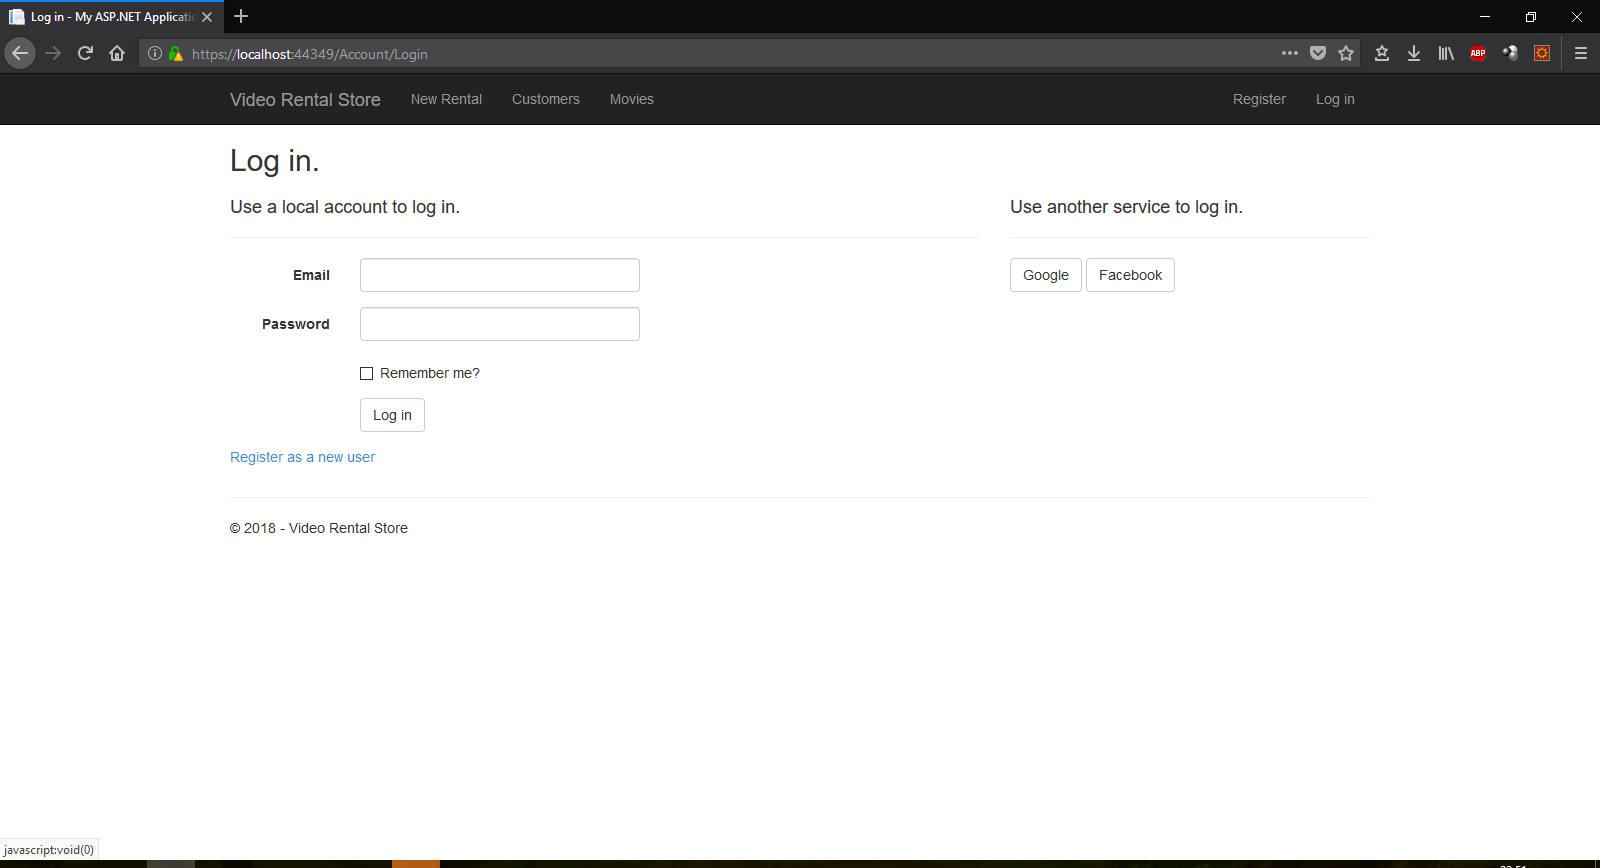 Log in - My ASP.NET Applicatio
https://localhost:44349/Account/Login
ABP
Video Rental Store New Rental Customers Movies Register Log in
Log in.
Use a local account to log in.
Use another service to log in.
Email
Google Facebook
Password
Remember me?
Log in
Register as a new user
© 2018 - Video Rental Store
javascript:void(0)